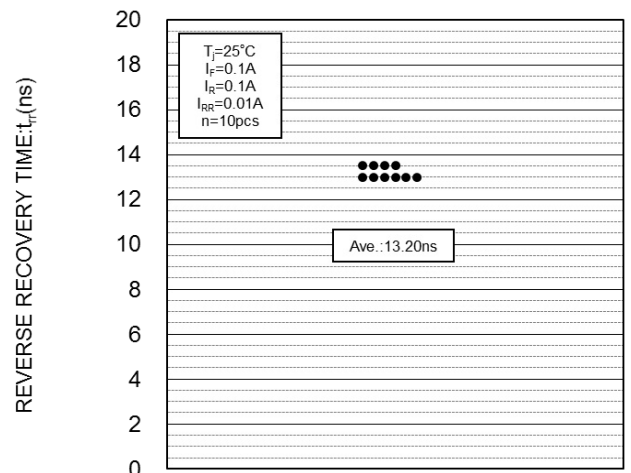 REVERSE RECOVERY TIME:trr(ns)
20
18
16
14
12
10
8
6
4
2
0
Tj=25°C
IF=0.1A
IR=0.1A
IRR=0.01A
n=10pcs
Ave.:13.20ns